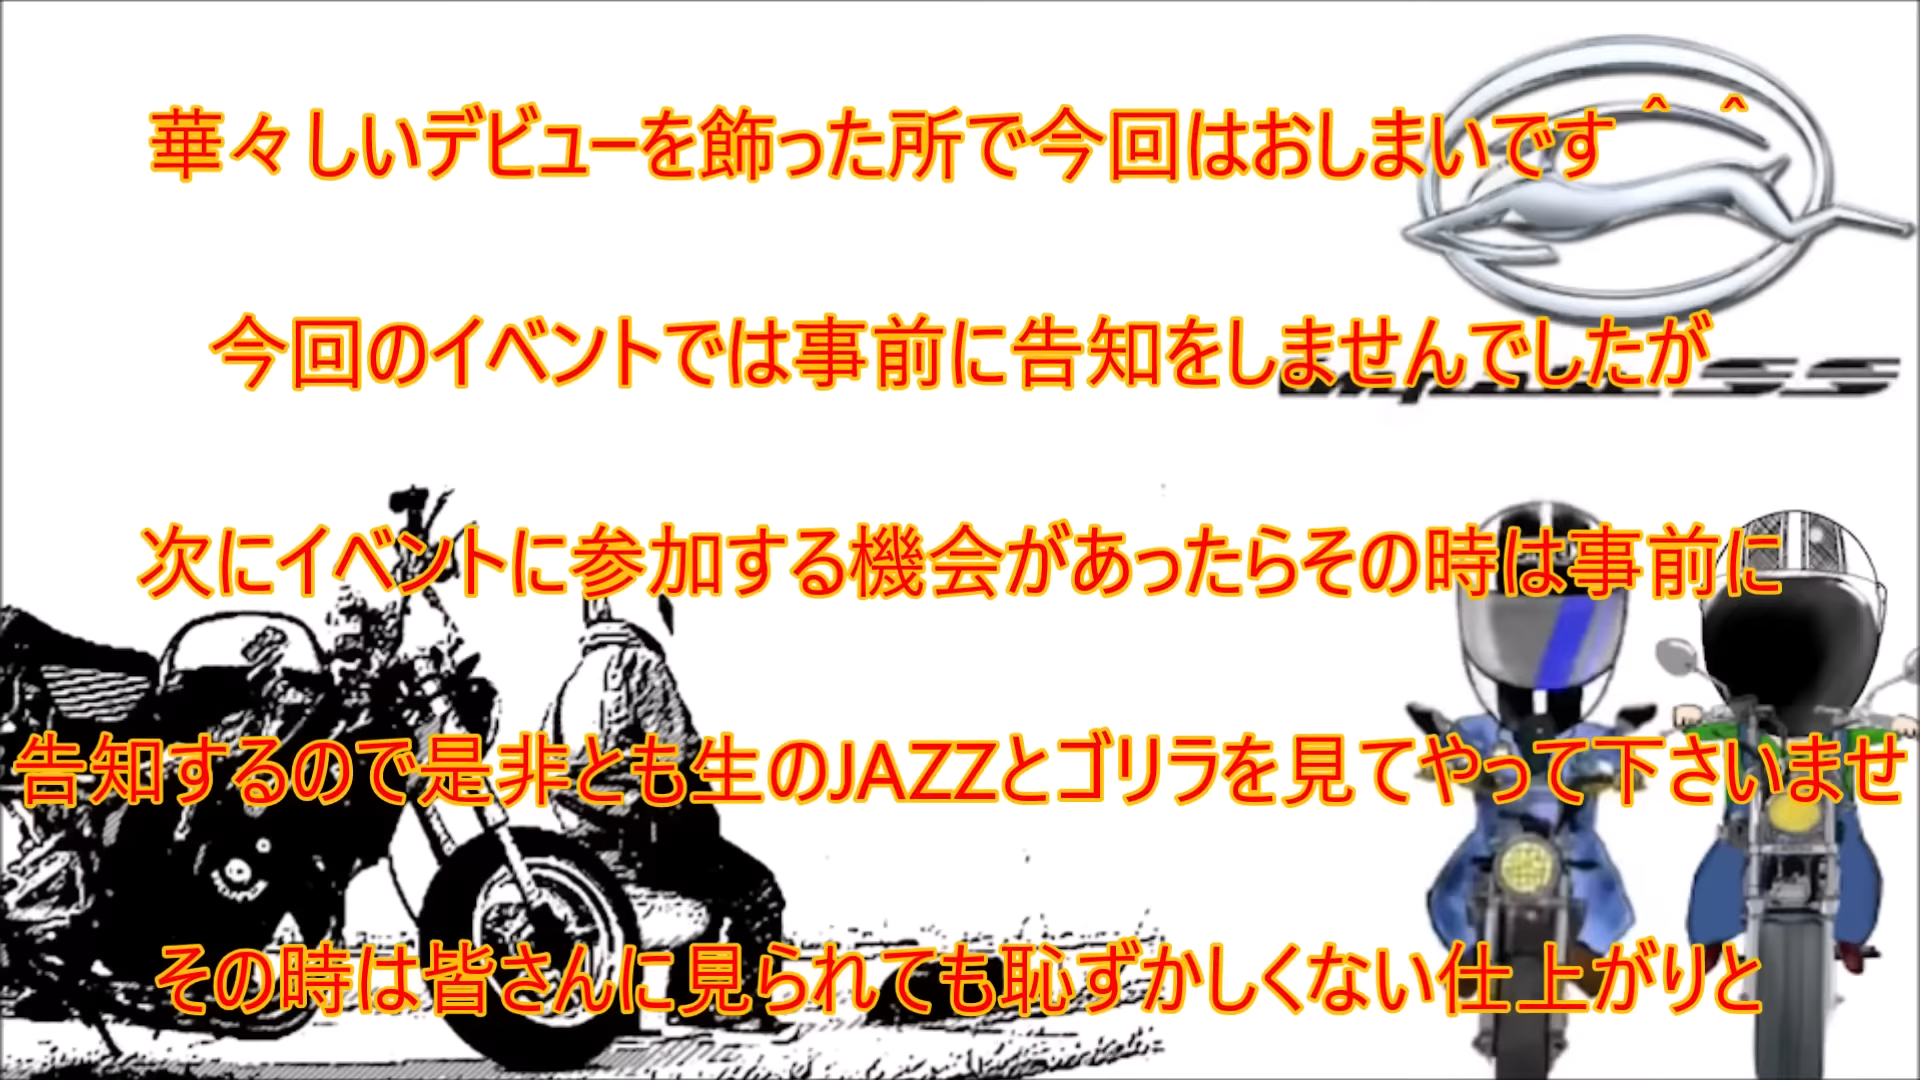 華々しいデビューを飾った所で今回はおしまいです＾＾
今回のイベントでは事前に告知をしませんでしたが
SS
次にイベントに参加する機会があったらその時は事前に
告知するので是非とも生のJAZZとゴリラを見てやって下さいませ
その時は皆さんに見られても恥ずかしくない仕上がりと